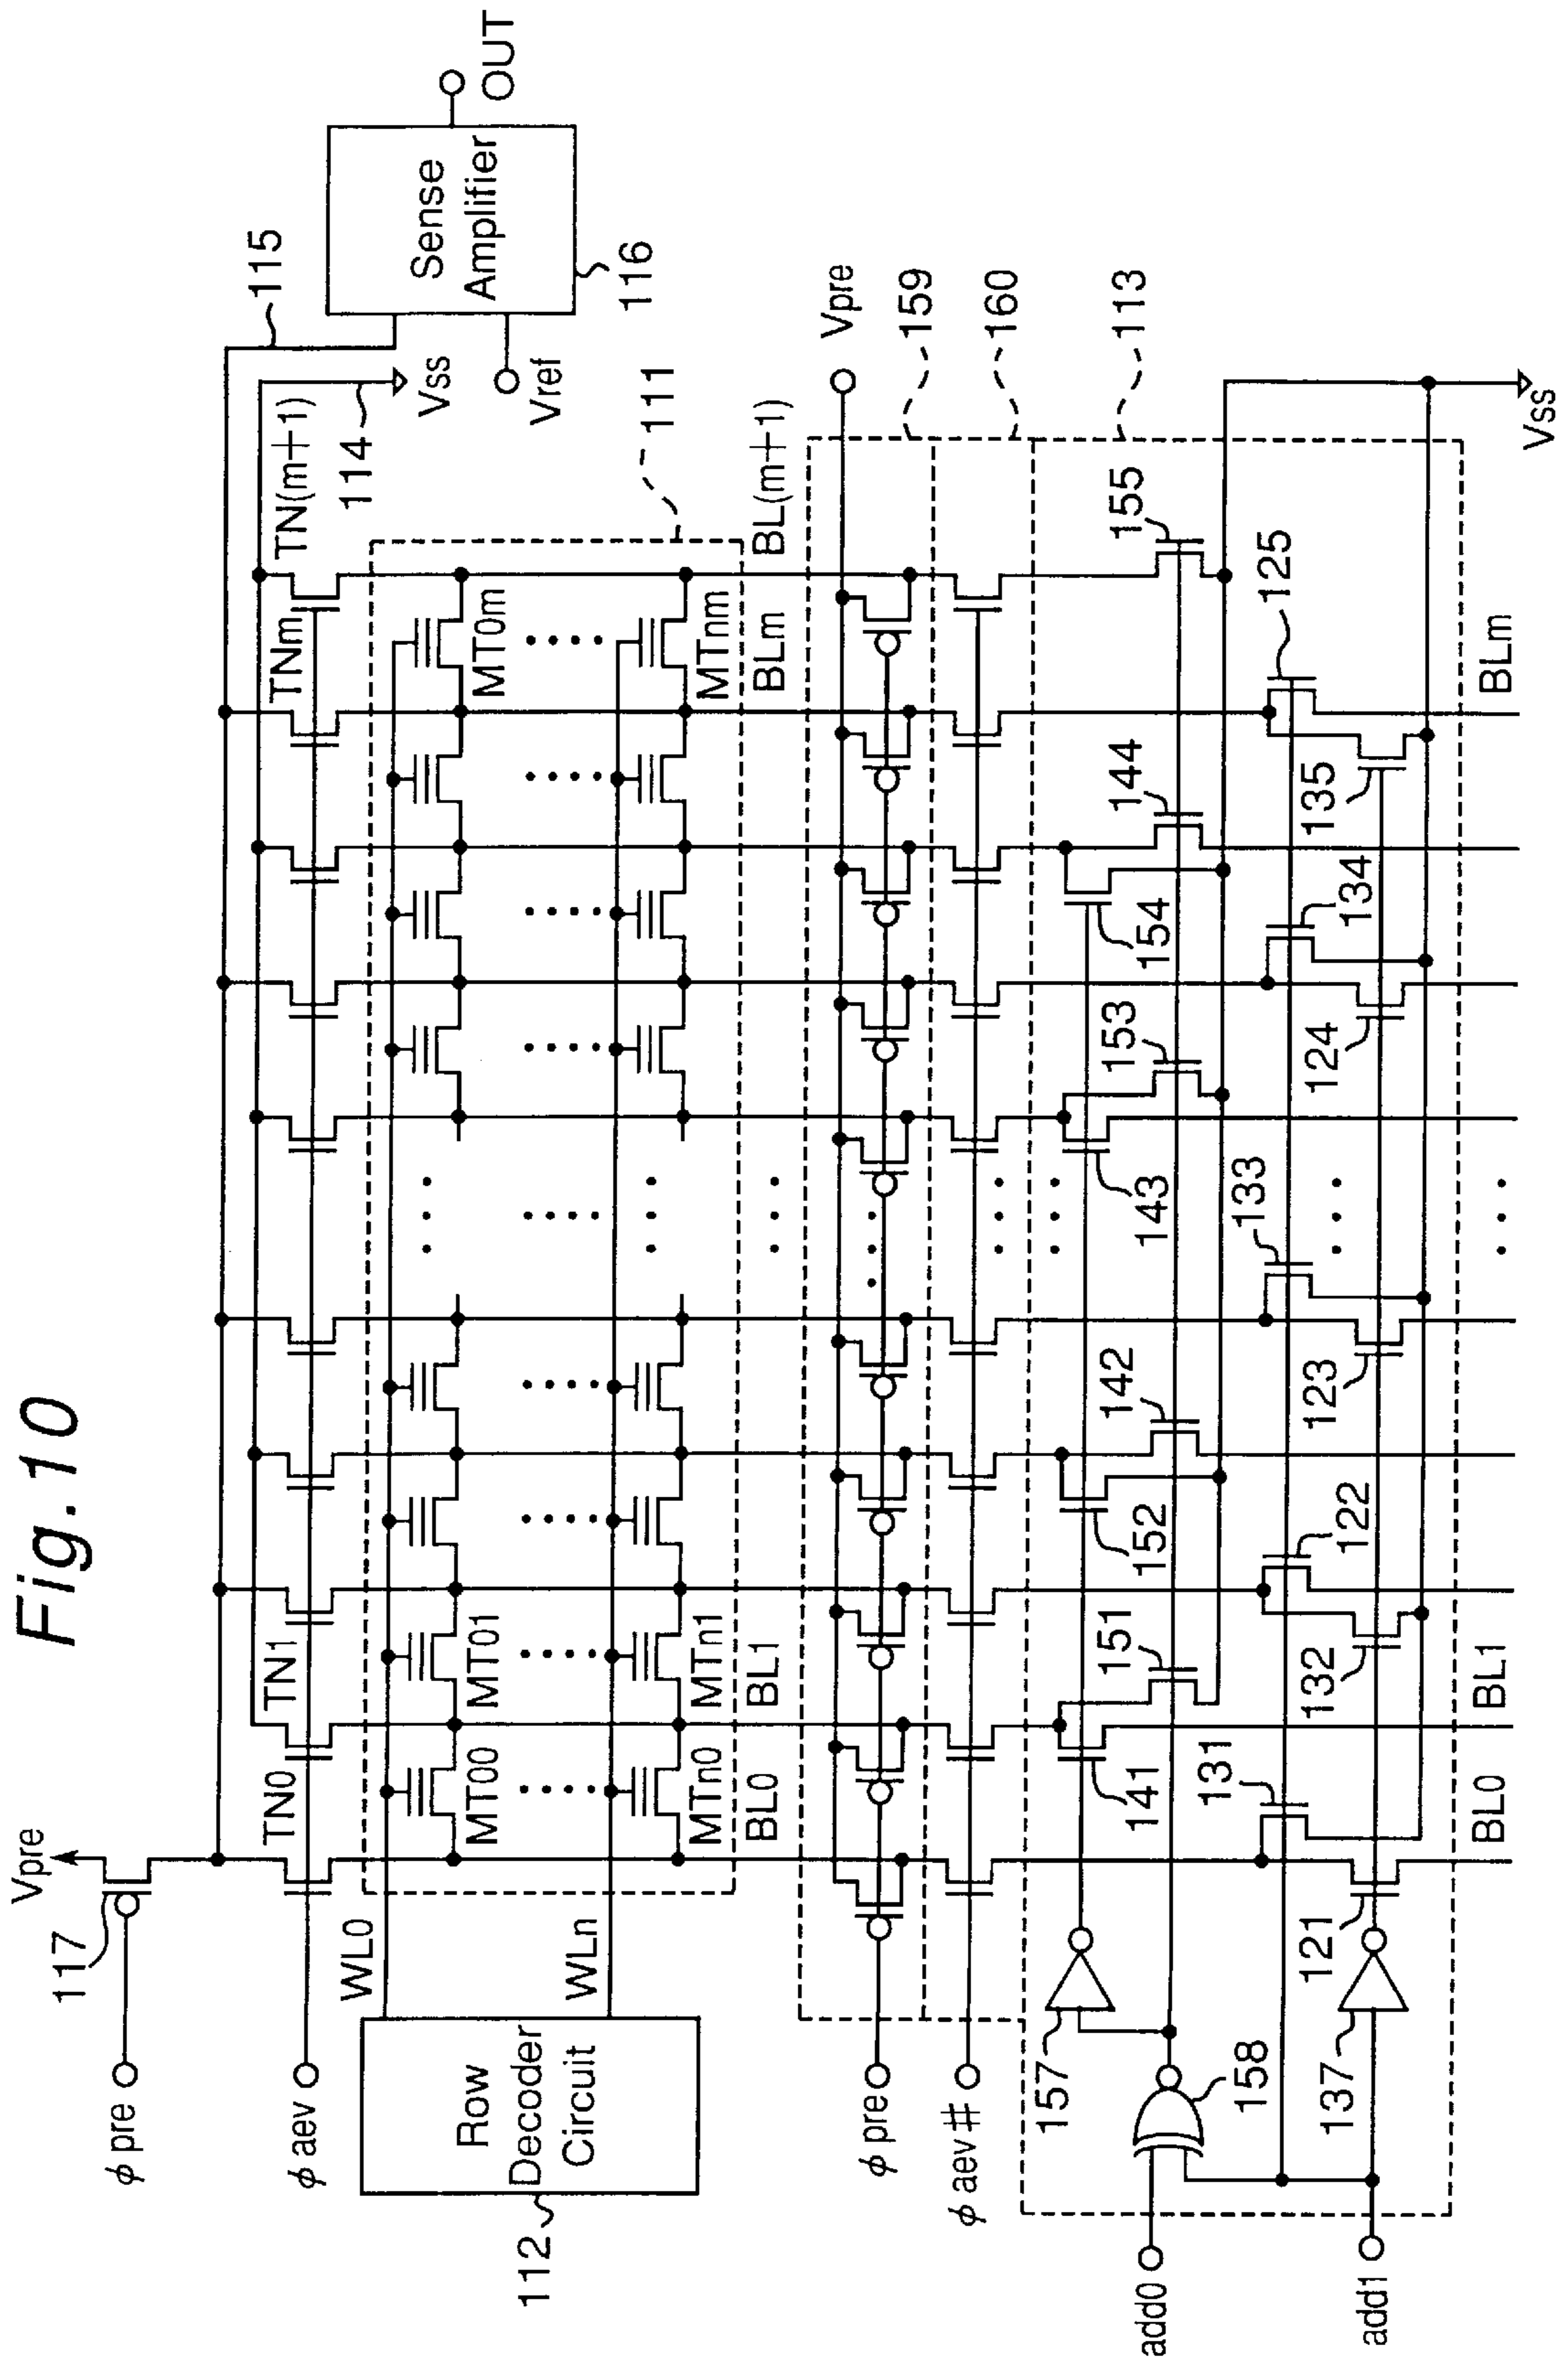 Fig.10
Vpre
117
φ pre
φ aev
TN0
TN1
TNm
TN(m+1)
115
114
Vss
Sense
Amplifier
OUT
116
Vref
WL0
WLn
Row
Decoder
Circuit
112
MT00
MT01
MT0m
MTn0
MTn1
MTnm
111
BL0
BL1
BLm
BL(m+1)
Vpre
φ pre
φ aev#
159
160
113
157
141
152
143
154
151
142
153
144
155
158
131
122
133
134
125
137
121
132
123
124
135
add0
add1
BL0
BL1
BLm
Vss